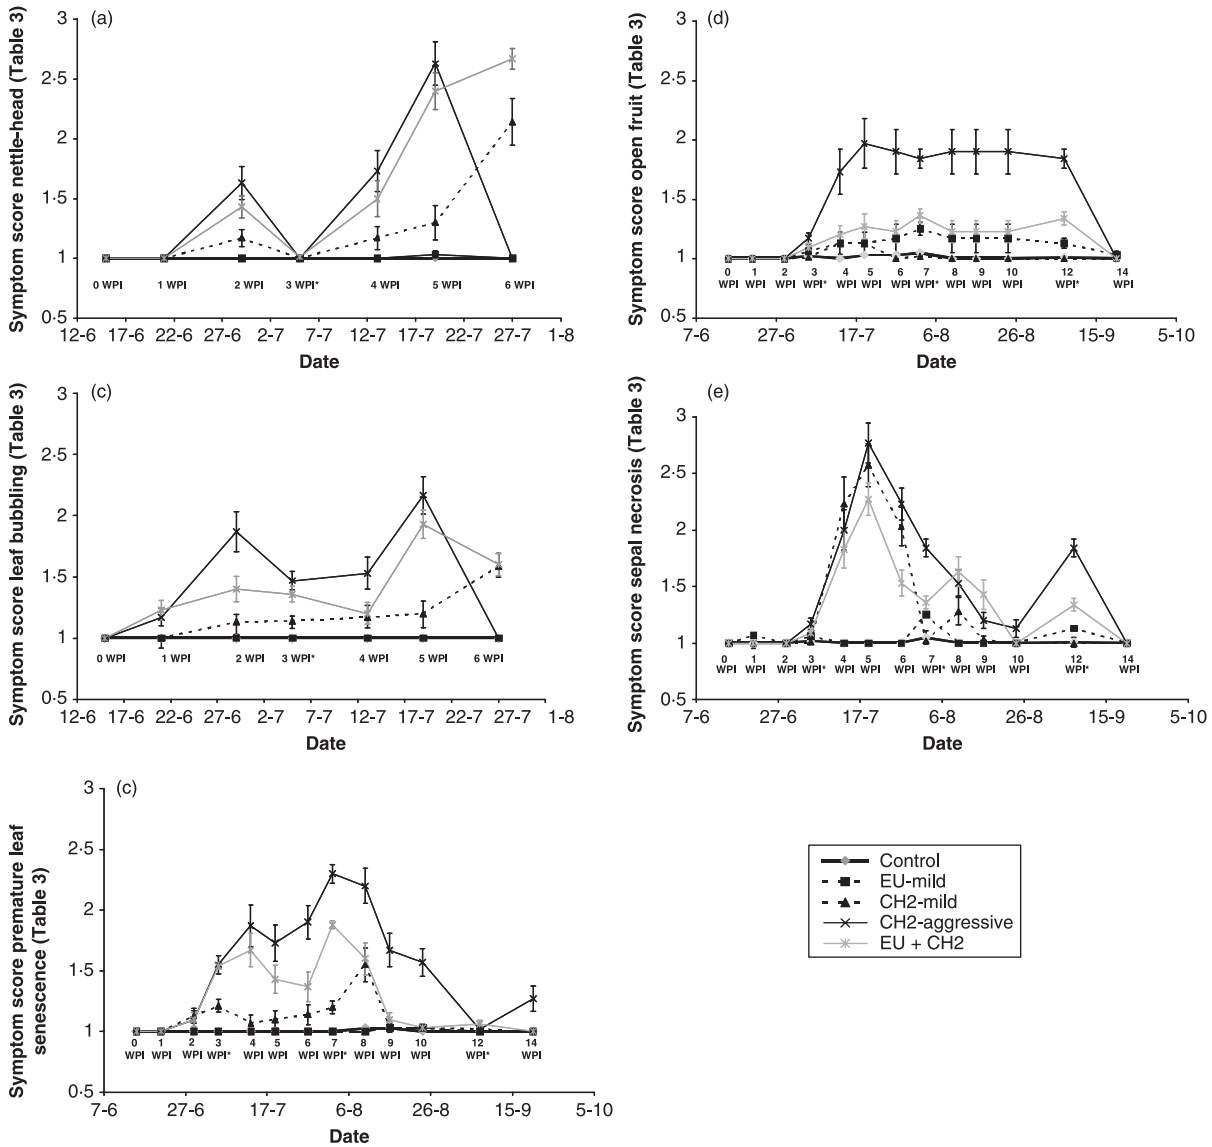 (a)
Symptom score nettle-head (Table 3)
3
2·5
2
1·5
1
0·5
0 WPI 1 WPI 2 WPI 3 WPI* 4 WPI 5 WPI 6 WPI
12-6 17-6 22-6 27-6 2-7 7-7 12-7 17-7 22-7 27-7 1-8
Date
(d)
Symptom score open fruit (Table 3)
3
2·5
2
1·5
1
0·5
0 1 2 3 4 5 6 7 8 9 10 12 14
WPI WPI WPI WPI* WPI WPI WPI WPI* WPI WPI WPI WPI* WPI
7-6 27-6 17-7 6-8 26-8 15-9 5-10
Date
(c)
Symptom score leaf bubbling (Table 3)
3
2·5
2
1·5
1
0·5
0 WPI 1 WPI 2 WPI 3 WPI* 4 WPI 5 WPI 6 WPI
12-6 17-6 22-6 27-6 2-7 7-7 12-7 17-7 22-7 27-7 1-8
Date
(e)
Symptom score sepal necrosis (Table 3)
3
2·5
2
1·5
1
0·5
0 1 2 3 4 5 6 7 8 9 10 12 14
WPI WPI WPI WPI* WPI WPI WPI WPI* WPI WPI WPI WPI* WPI
7-6 27-6 17-7 6-8 26-8 15-9 5-10
Date
(c)
Symptom score premature leaf
senescence (Table 3)
3
2·5
2
1·5
1
0·5
0 1 2 3 4 5 6 7 8 9 10 12 14
WPI WPI WPI WPI* WPI WPI WPI WPI* WPI WPI WPI WPI* WPI
7-6 27-6 17-7 6-8 26-8 15-9 5-10
Date
Control
EU-mild
CH2-mild
CH2-aggressive
EU + CH2